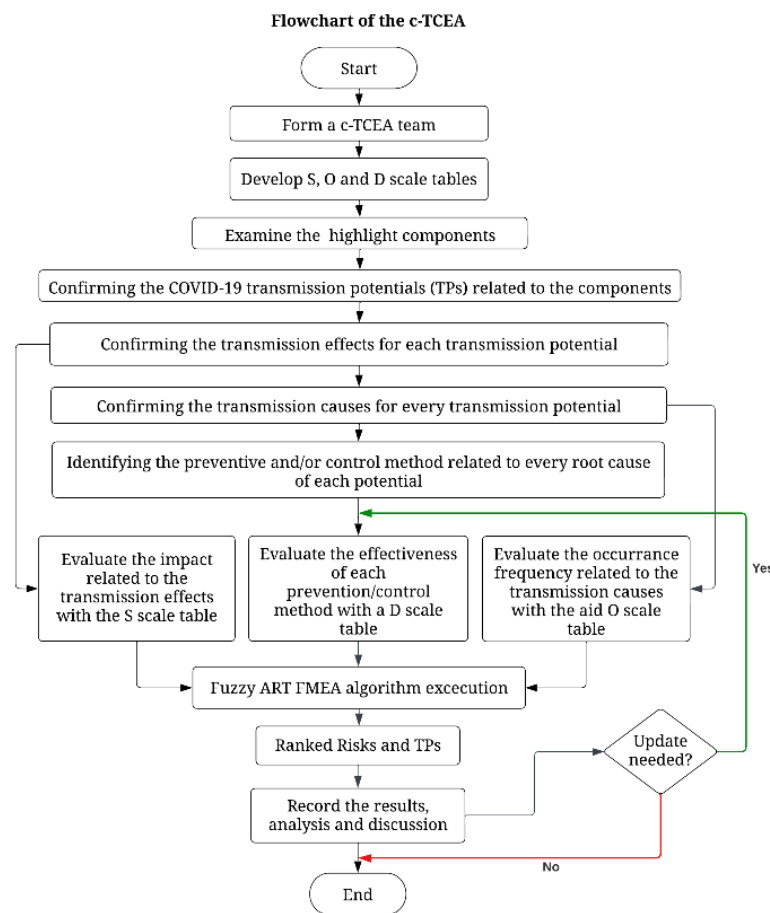 Flowchart of the c-TCEA
Start
Form a c-TCEA team
Develop S, O and D scale tables
Examine the highlight components
Confirming the COVID-19 transmission potentials (TPs) related to the components
Confirming the transmission effects for each transmission potential
Confirming the transmission causes for every transmission potential
Identifying the preventive and/or control method related to every root cause
of each potential
Evaluate the impact
related to the
transmission effects
with the S scale table
Evaluate the effectiveness
of each
prevention/control
method with a D scale
table
Evaluate the occurrance
frequency related to the
transmission causes
with the aid O scale
table
Yes
Fuzzy ART FMEA algorithm excecution
Ranked Risks and TPs
Update
needed?
Record the results,
analysis and discussion
No
End